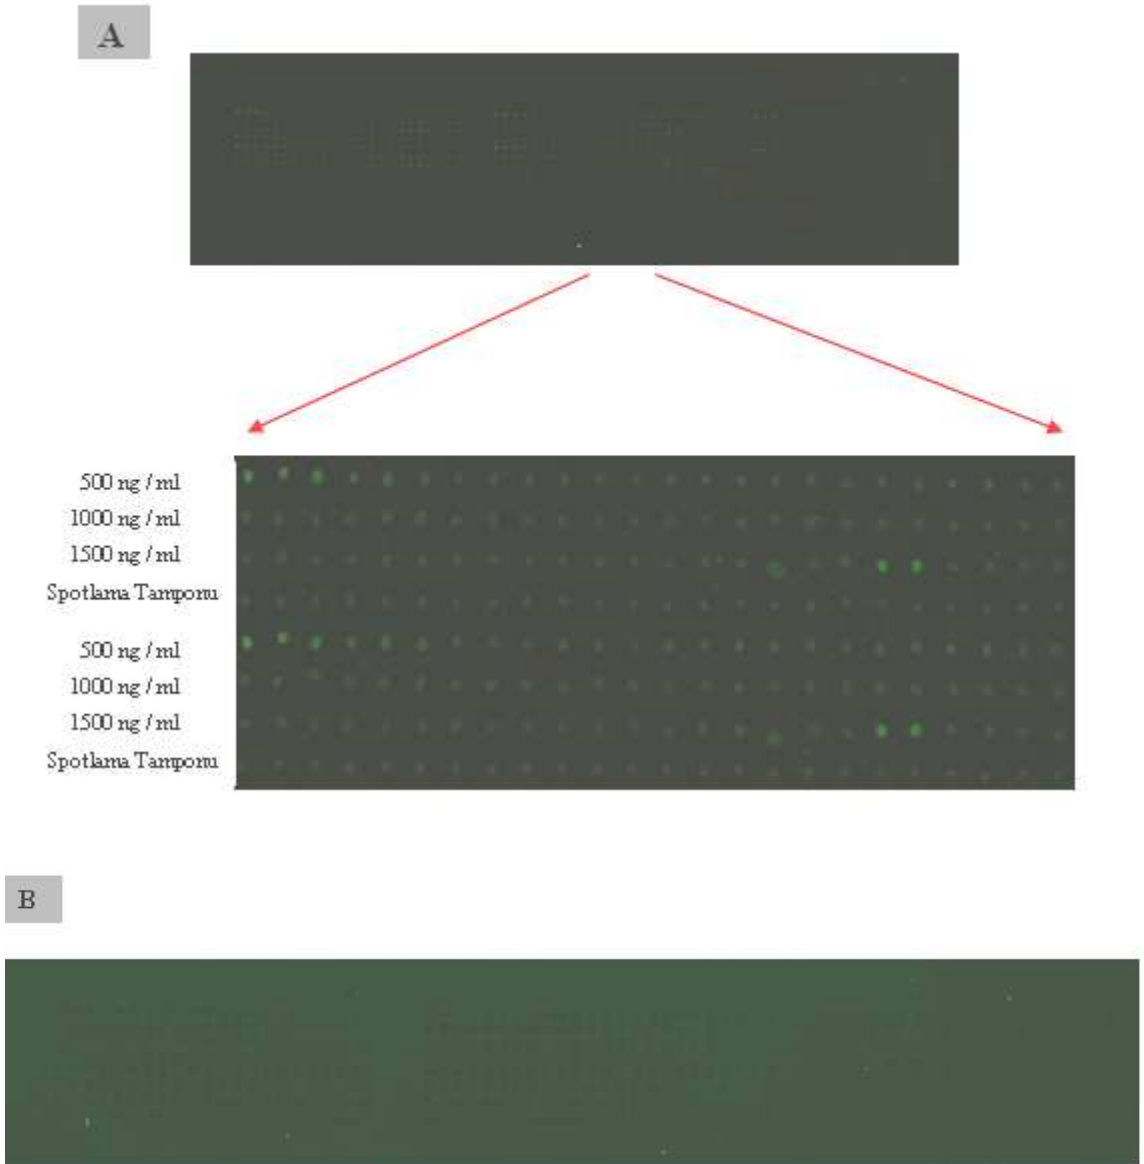 A
500 ng / ml
1000 ng / ml
1500 ng / ml
Spotlama Tamponu
500 ng / ml
1000 ng / ml
1500 ng / ml
Spotlama Tamponu
B